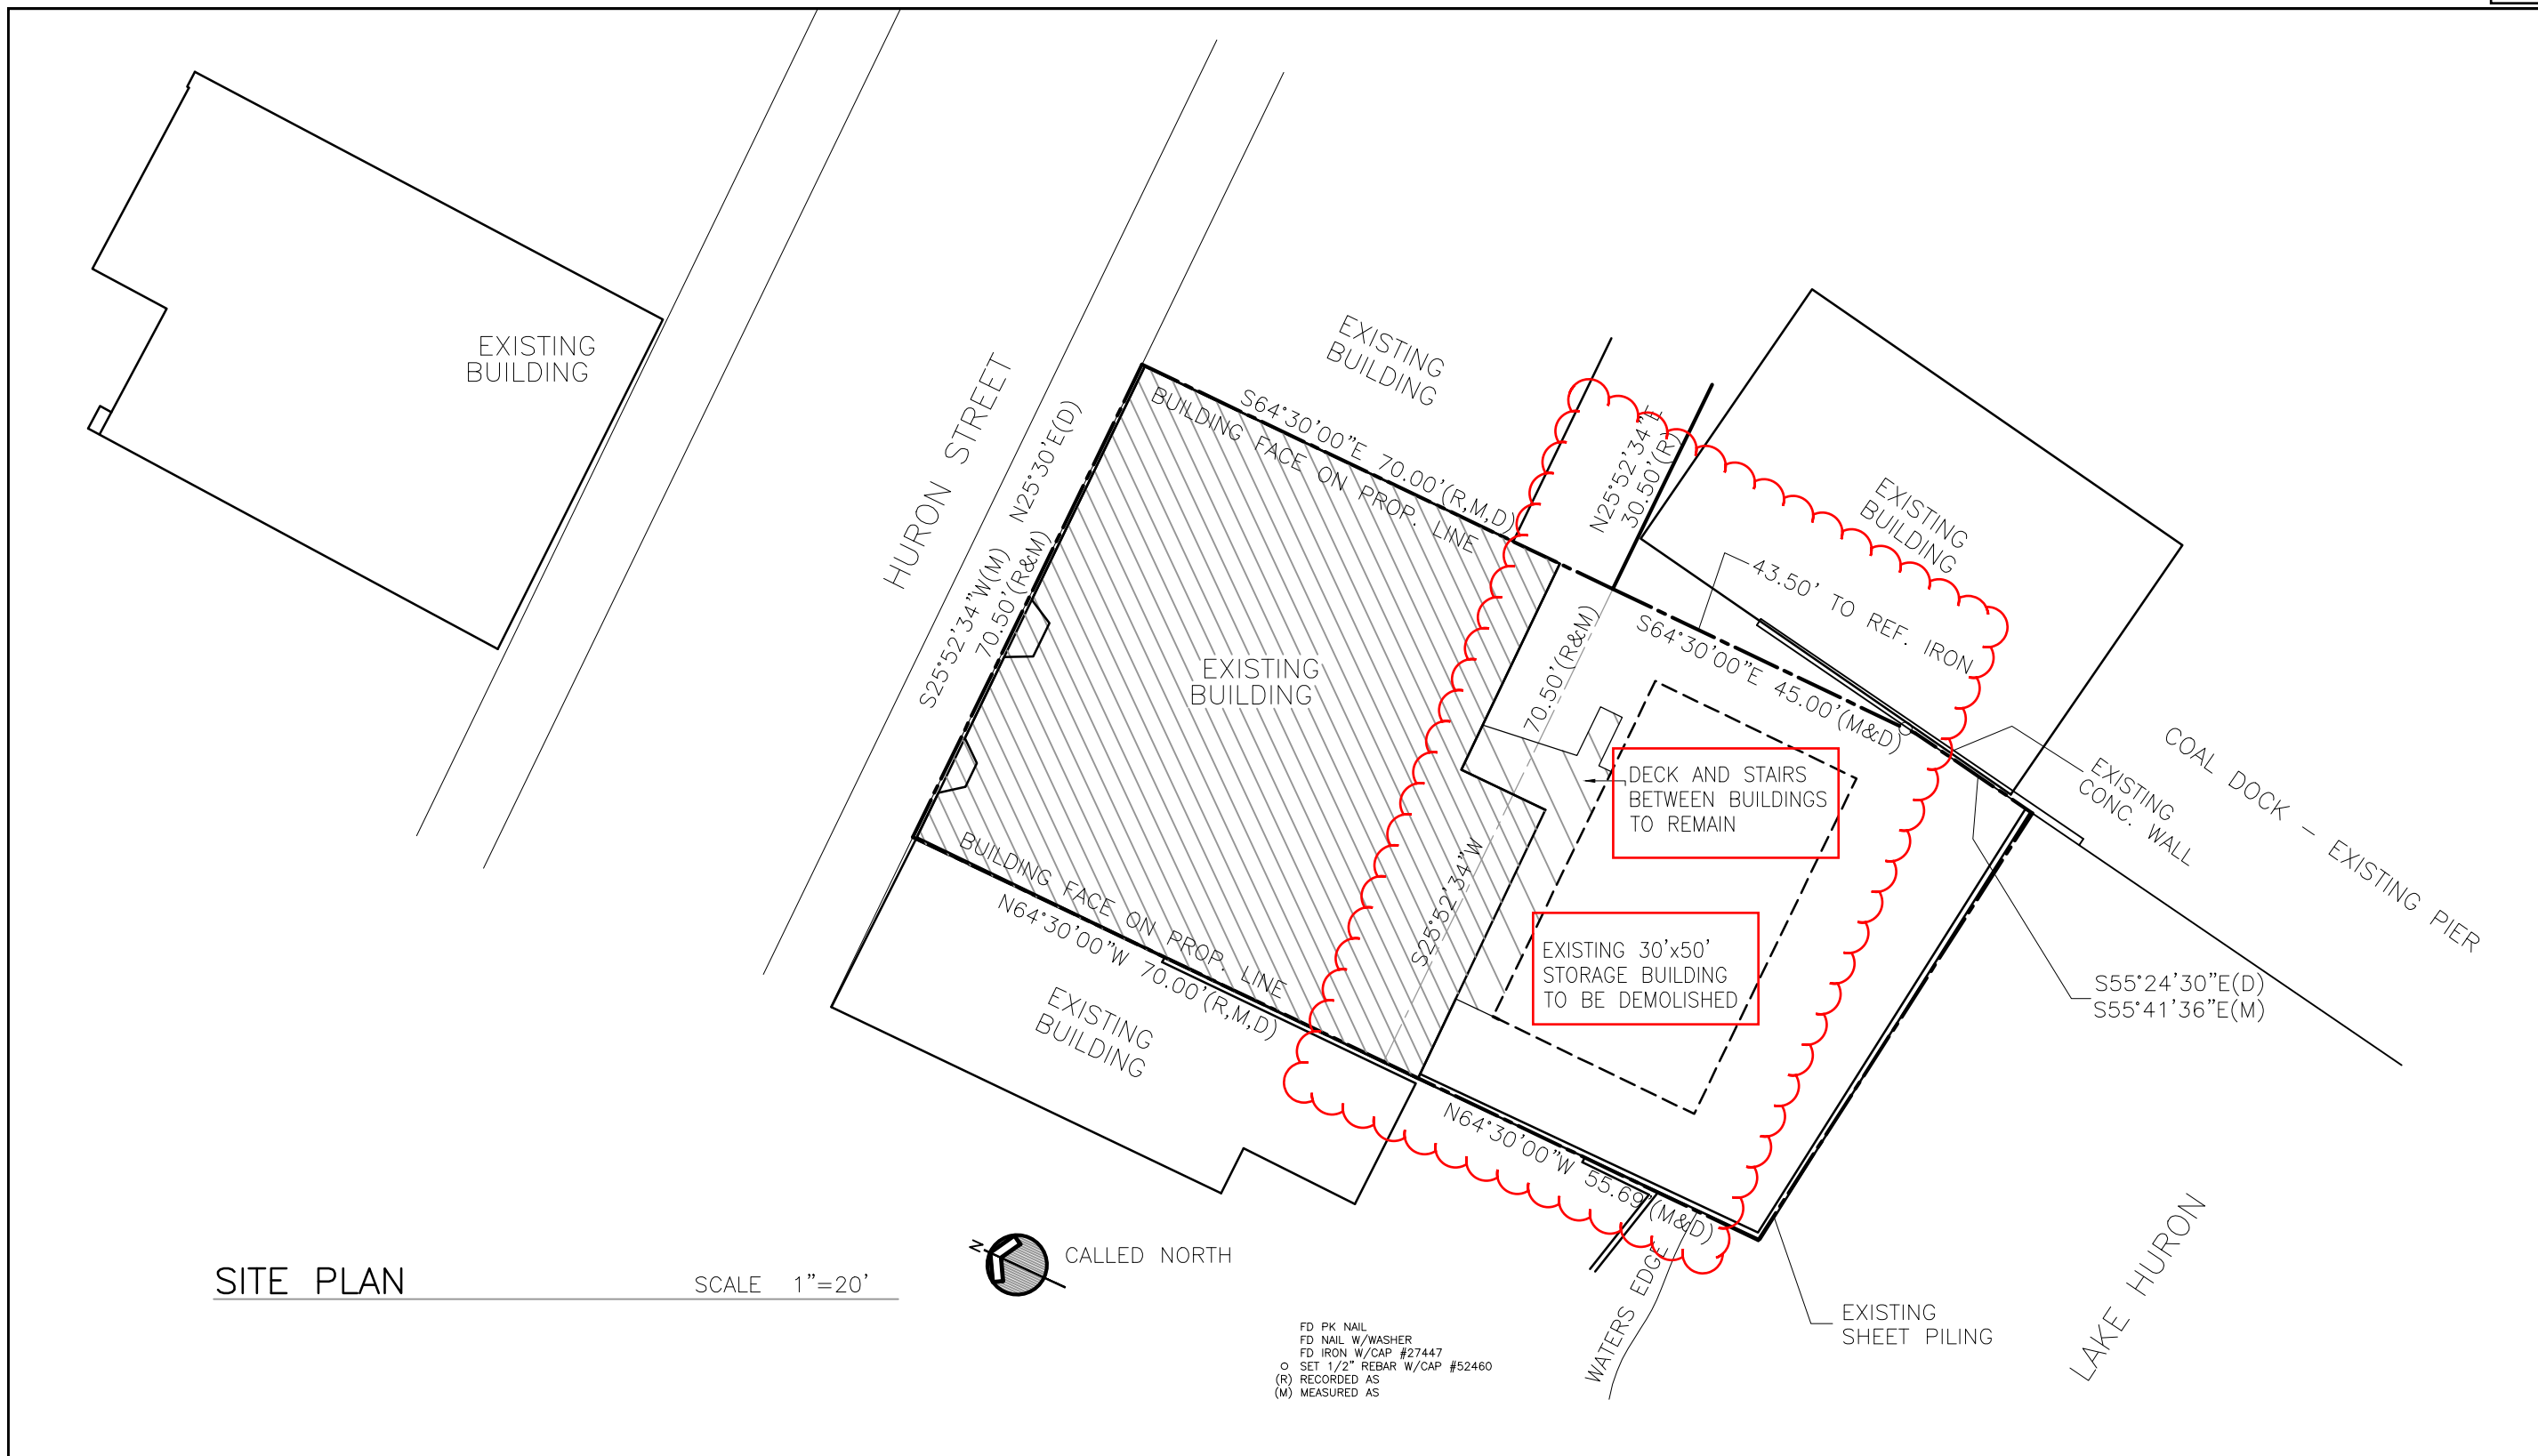 EXISTING
BUILDING
HURON STREET
N25°30'E(D)
S25°52'34"W(M)
70.50'(R&M)
EXISTING
BUILDING
S64°30'00"E 70.00'(R,M,D)
BUILDING FACE ON PROP. LINE
N25°52'34"E
30.50'(R)
EXISTING
BUILDING
43.50' TO REF. IRON
S64°30'00"E 45.00'(M&D)
70.50'(R&M)
S25°52'34"W
EXISTING
BUILDING
DECK AND STAIRS
BETWEEN BUILDINGS
TO REMAIN
EXISTING 30'x50'
STORAGE BUILDING
TO BE DEMOLISHED
EXISTING
CONC. WALL
COAL DOCK – EXISTING PIER
S55°24'30"E(D)
S55°41'36"E(M)
BUILDING FACE ON PROP. LINE
N64°30'00"W 70.00'(R,M,D)
EXISTING
BUILDING
N64°30'00"W 55.69'(M&D)
WATERS EDGE
EXISTING
SHEET PILING
LAKE HURON
SITE PLAN
SCALE 1"=20'
N
CALLED NORTH
FD PK NAIL
FD NAIL W/WASHER
FD IRON W/CAP #27447
O SET 1/2" REBAR W/CAP #52460
(R) RECORDED AS
(M) MEASURED AS